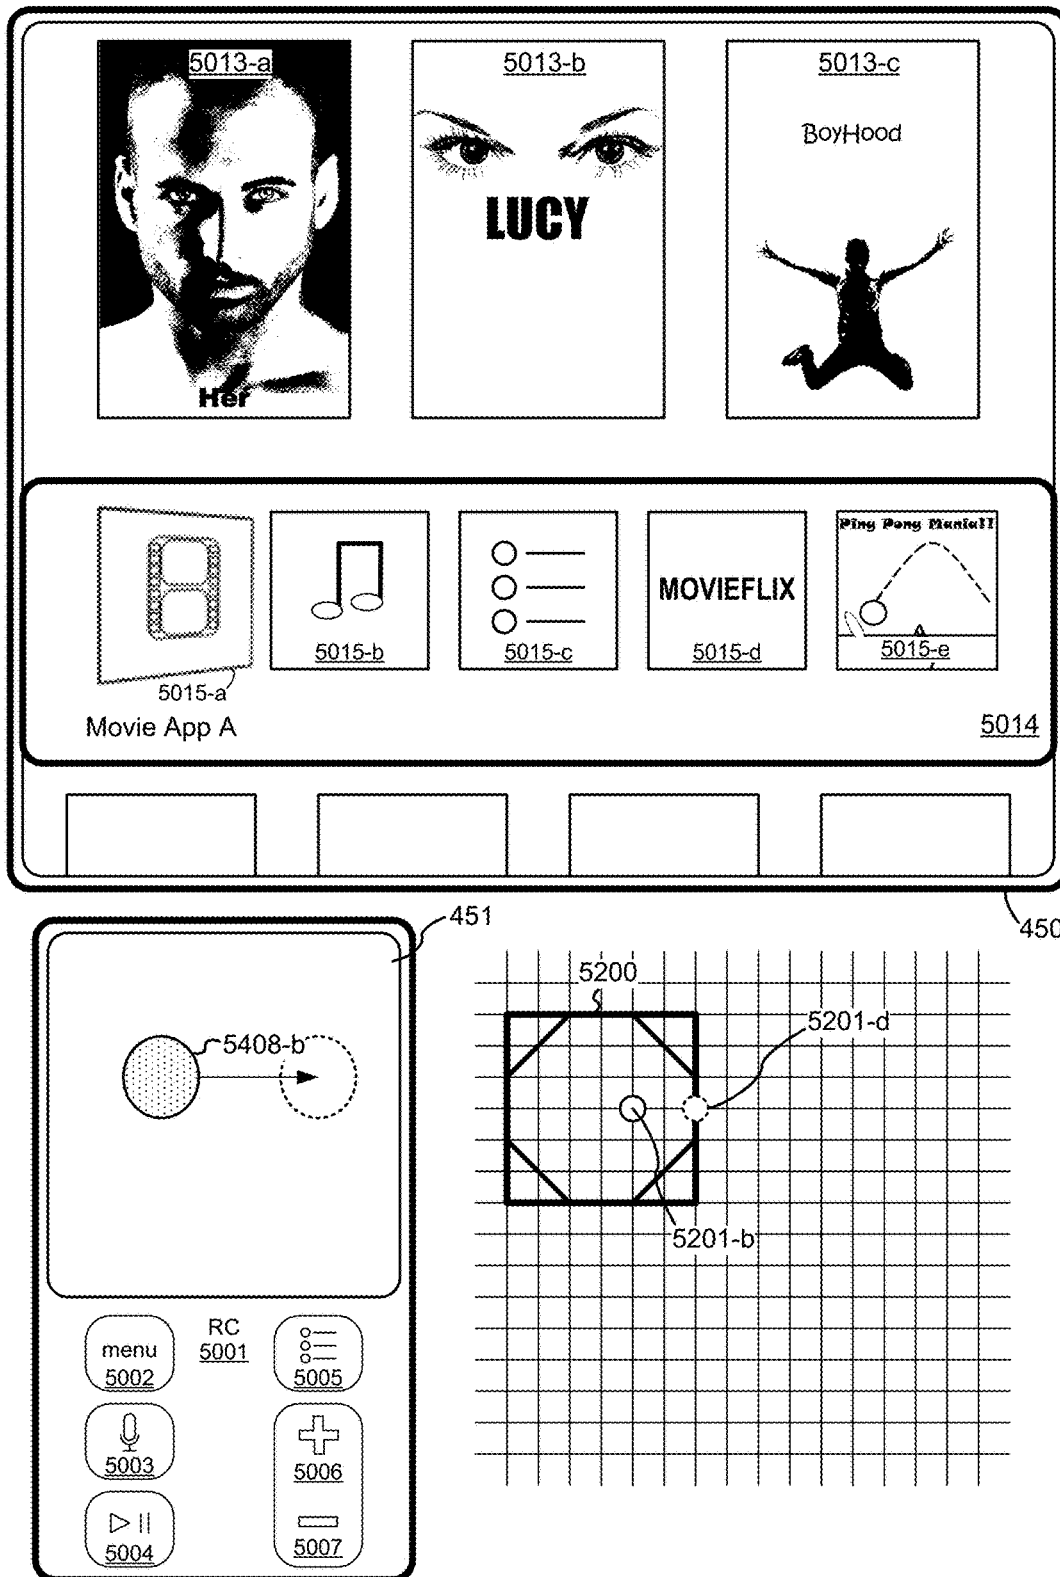 5013-a
5013-b
5013-c
Her
LUCY
BoyHood
Ping Pong Mania!!
MOVIEFLIX
5015-a
5015-b
5015-c
5015-d
5015-e
Movie App A
5014
450
451
5408-b
5200
5201-d
5201-b
RC
5001
menu
5002
5005
5003
5006
5004
5007